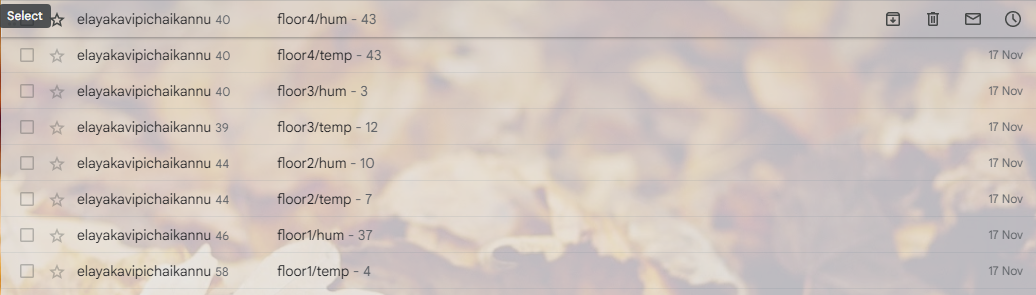 Select
elayakavipichaikannu 40 floor4/hum - 43
elayakavipichaikannu 40 floor4/temp - 43 17 Nov
elayakavipichaikannu 40 floor3/hum - 3 17 Nov
elayakavipichaikannu 39 floor3/temp - 12 17 Nov
elayakavipichaikannu 44 floor2/hum - 10 17 Nov
elayakavipichaikannu 44 floor2/temp - 7 17 Nov
elayakavipichaikannu 46 floor1/hum - 37 17 Nov
elayakavipichaikannu 58 floor1/temp - 4 17 Nov